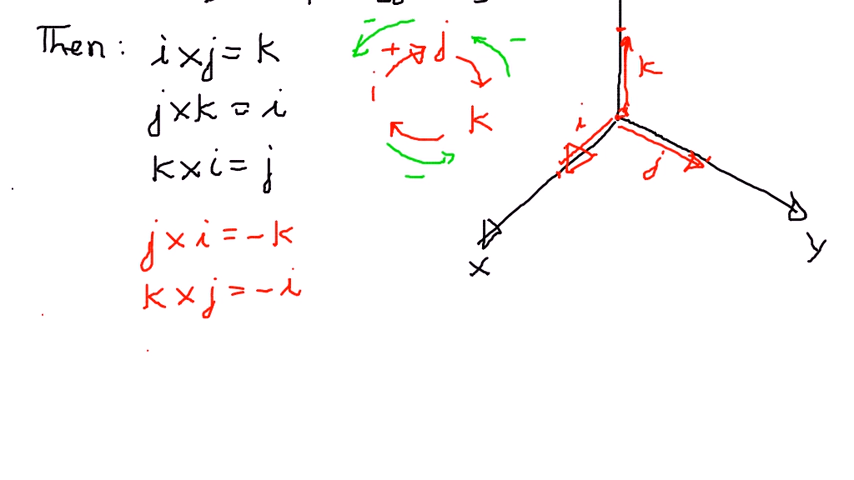 Then : i x j = k
j x k = i
k x i = j
j x i = - k
k x j = - i
- + j -
i
k
-
k
i
j
x
y